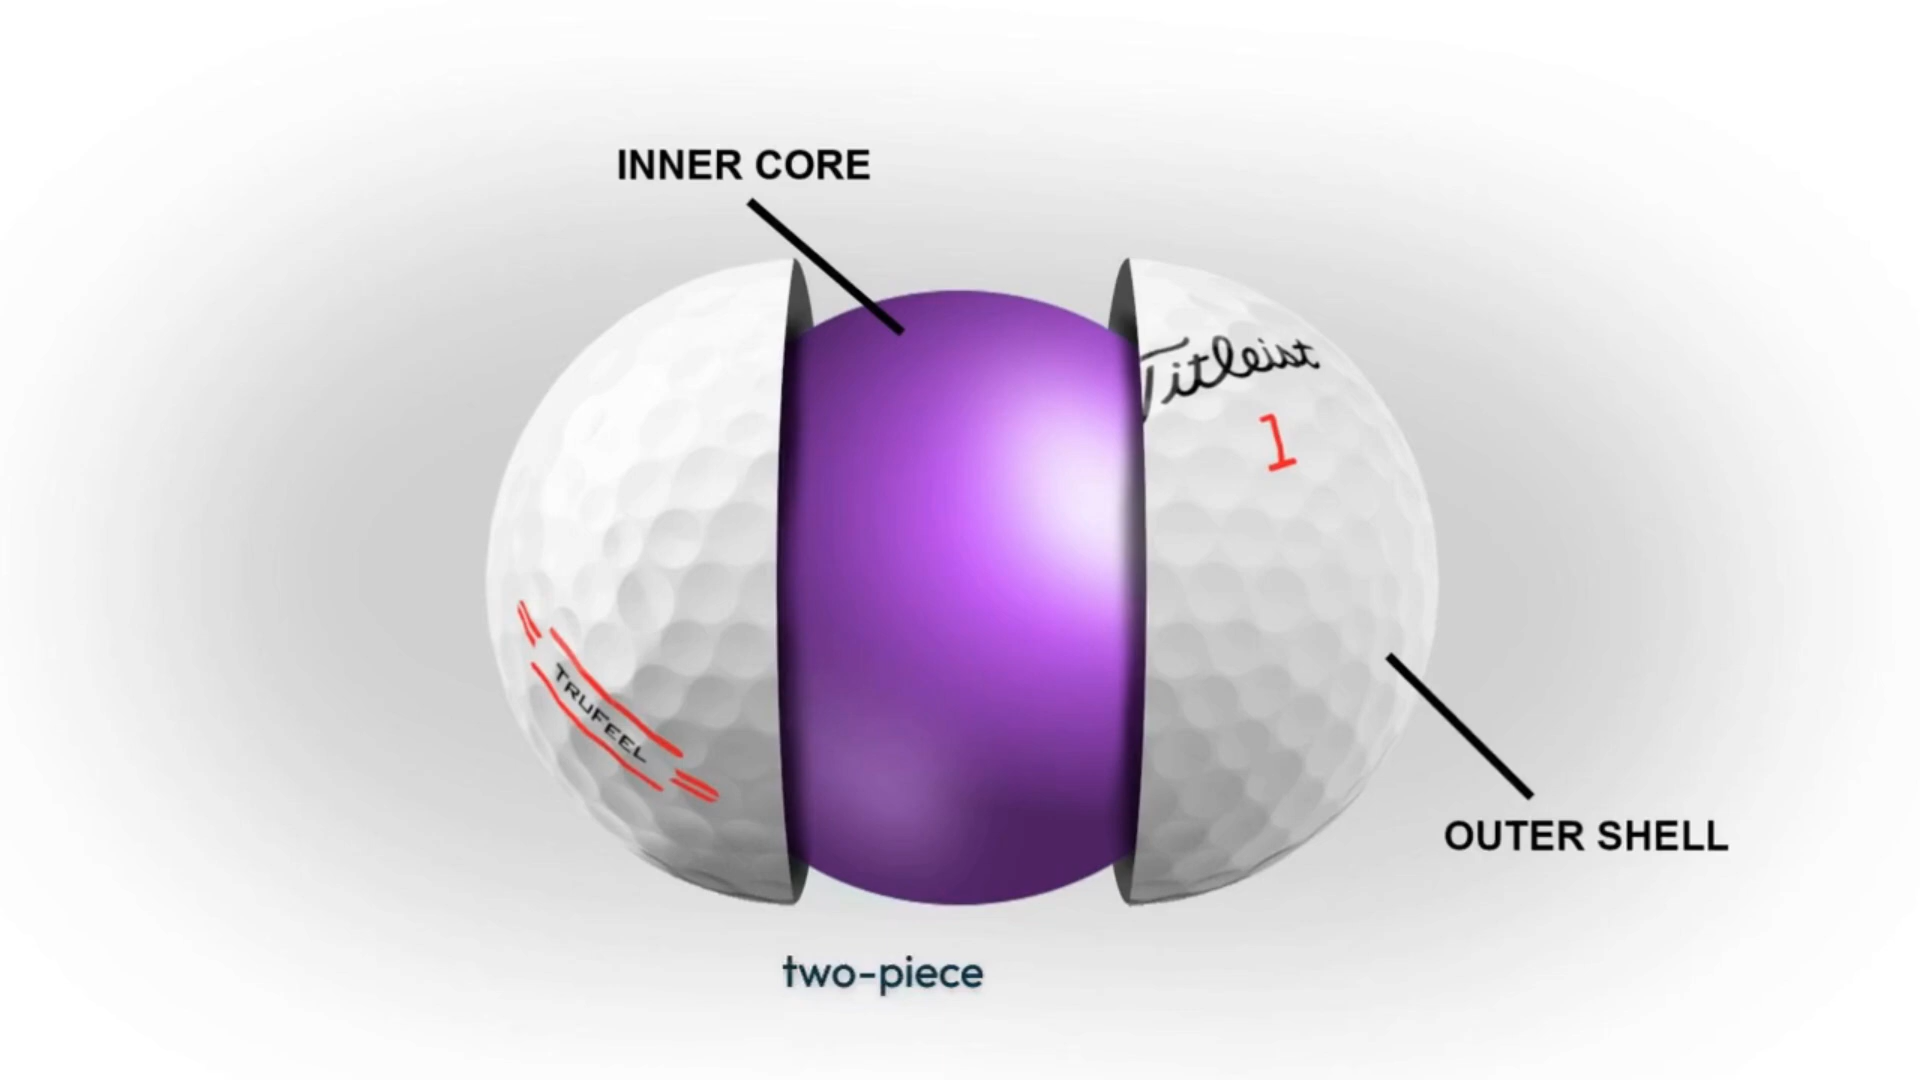 INNER CORE
Titleist
1
TRUFEEL
OUTER SHELL
two-piece